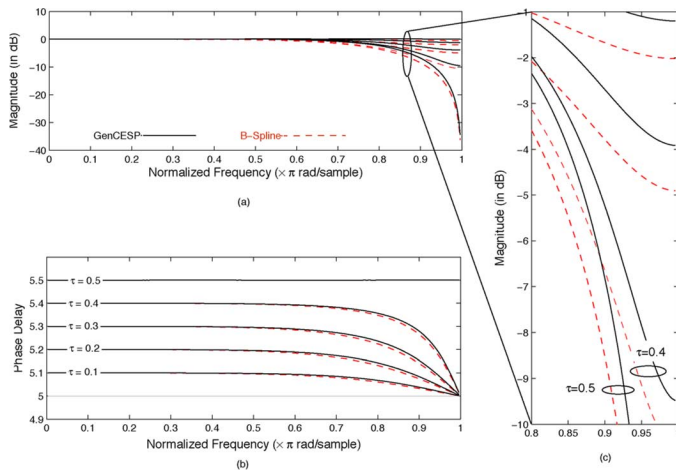 10
0
-10
-20
-30
-40
Magnitude (in dB)
GenCESP
B-Spline
0 0.1 0.2 0.3 0.4 0.5 0.6 0.7 0.8 0.9 1
Normalized Frequency (× π rad/sample)
(a)
5.5
5.4
5.3
5.2
5.1
5
4.9
Phase Delay
τ = 0.5
τ = 0.4
τ = 0.3
τ = 0.2
τ = 0.1
0 0.1 0.2 0.3 0.4 0.5 0.6 0.7 0.8 0.9 1
Normalized Frequency (× π rad/sample)
(b)
-1
-2
-3
-4
-5
-6
-7
-8
-9
-10
Magnitude (in dB)
τ=0.4
τ=0.5
0.8 0.85 0.9 0.95
(c)